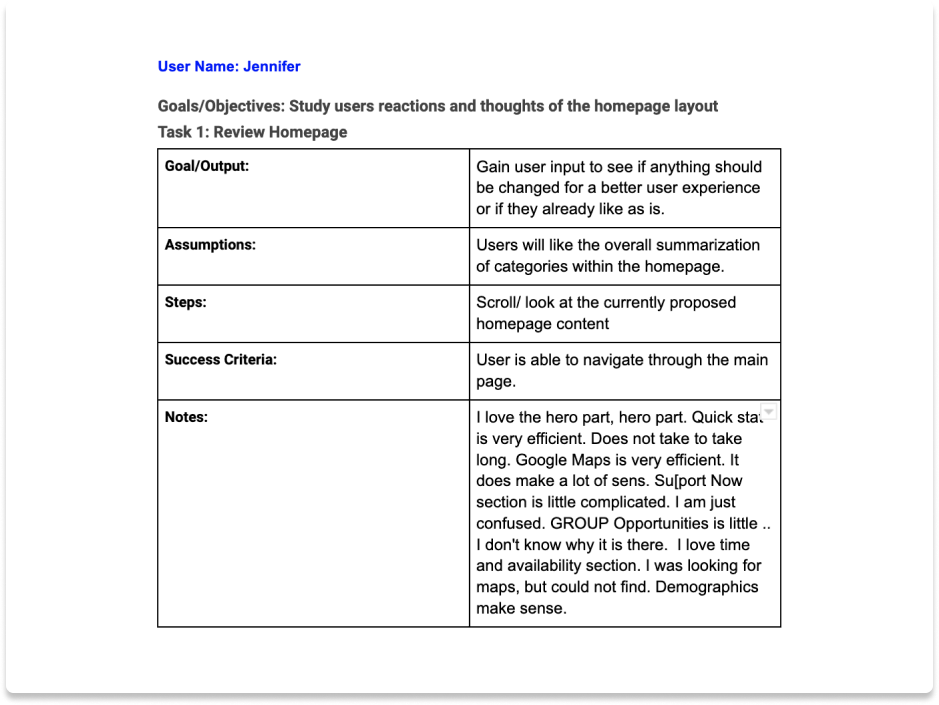 User Name: Jennifer
Goals/Objectives: Study users reactions and thoughts of the homepage layout
Task 1: Review Homepage
Goal/Output:
Gain user input to see if anything should
be changed for a better user experience
or if they already like as is.
Assumptions:
Users will like the overall summarization
of categories within the homepage.
Steps:
Scroll/ look at the currently proposed
homepage content
Success Criteria:
User is able to navigate through the main
page.
Notes:
I love the hero part, hero part. Quick
is very efficient. Does not take to take
long. Google Maps is very efficient. It
does make a lot of sens. Su[port Now
section is little complicated. I am just
confused. GROUP Opportunities is little ..
I don't know why it is there.  I love time
and availability section. I was looking for
maps, but could not find. Demographics
make sense.